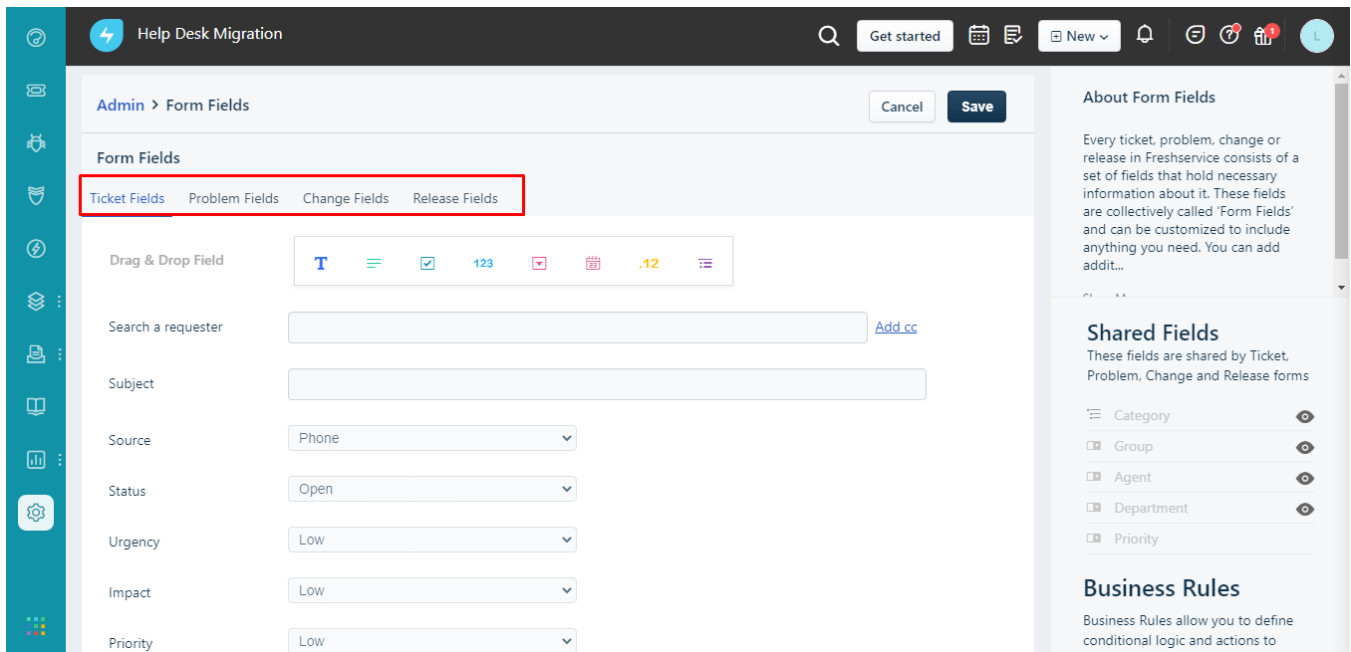 Help Desk Migration
Get started
New
1
L
Admin > Form Fields
Cancel
Save
Form Fields
Ticket Fields
Problem Fields
Change Fields
Release Fields
Drag & Drop Field
T
123
23
.12
Search a requester
Add cc
Subject
Source
Phone
Status
Open
Urgency
Low
Impact
Low
Priority
Low
About Form Fields
Every ticket, problem, change or
release in Freshservice consists of a
set of fields that hold necessary
information about it. These fields
are collectively called ‘Form Fields’
and can be customized to include
anything you need. You can add
addit...
Shared Fields
These fields are shared by Ticket,
Problem, Change and Release forms
Category
Group
Agent
Department
Priority
Business Rules
Business Rules allow you to define
conditional logic and actions to